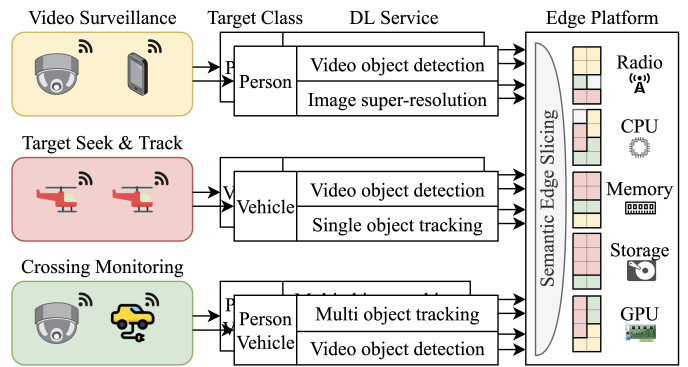 Video Surveillance
Target Class
DL Service
Edge Platform
P
Person
Video object detection
Image super-resolution
Target Seek & Track
V
Vehicle
Video object detection
Single object tracking
Crossing Monitoring
P
V
Person
Vehicle
Multi object tracking
Video object detection
Semantic Edge Slicing
Radio
CPU
Memory
Storage
GPU